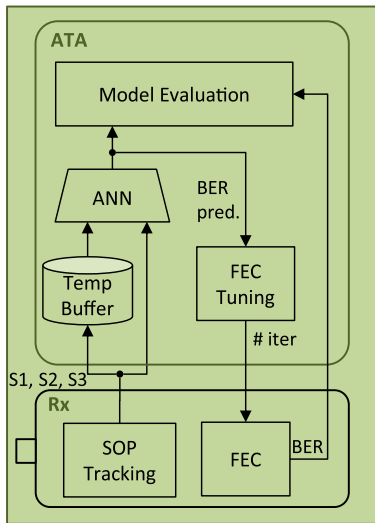 ATA
Model Evaluation
ANN
BER
pred.
Temp
Buffer
FEC
Tuning
# iter
S1, S2, S3
Rx
SOP
Tracking
FEC
BER